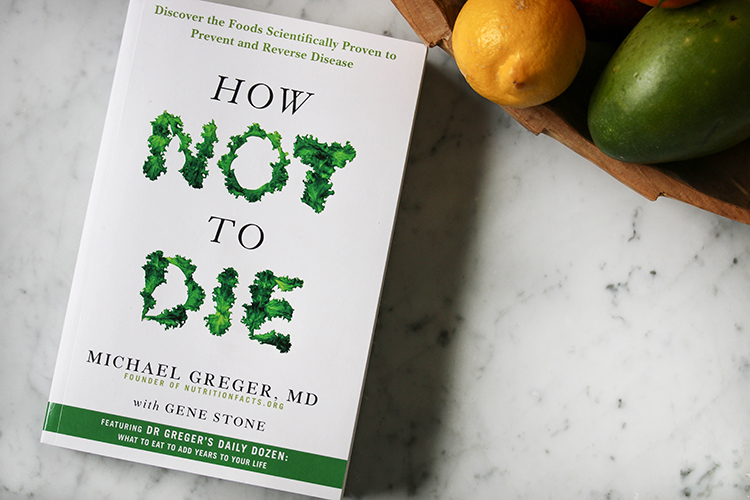 Discover the Foods Scientifically Proven to
Prevent and Reverse Disease
HOW
NOT
TO
DIE
MICHAEL GREGER, MD
FOUNDER OF NUTRITIONFACTS.ORG
with GENE STONE
FEATURING DR GREGER'S DAILY DOZEN:
WHAT TO EAT TO ADD YEARS TO YOUR LIFE